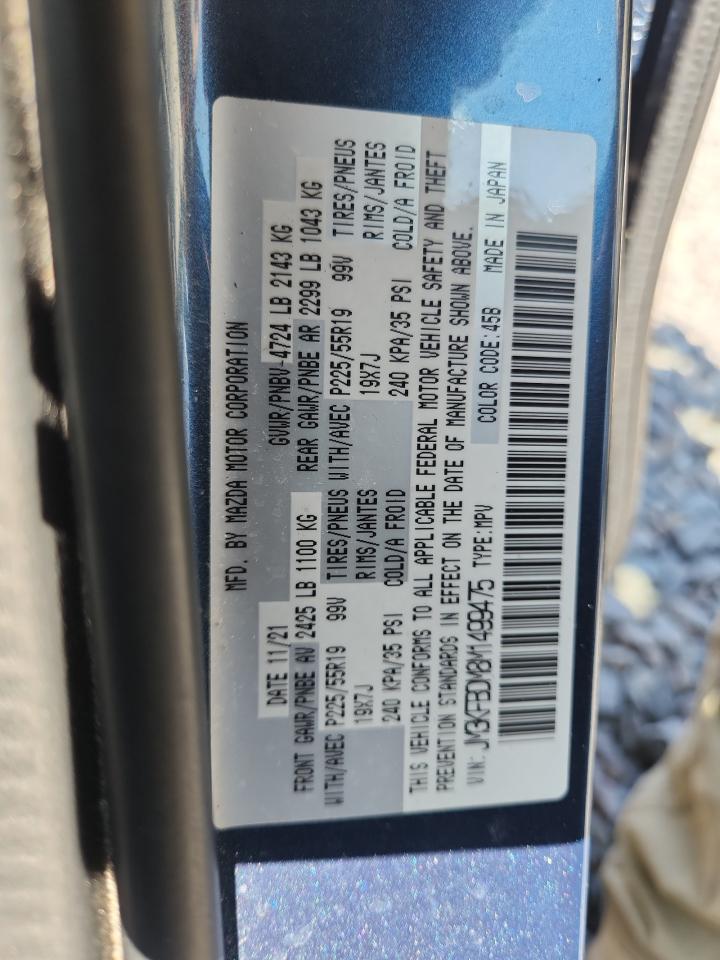 MFD. BY MAZDA MOTOR CORPORATION
DATE 11/21 GVWR/PNBV-4724 LB 2143 KG
FRONT GAWR/PNBE AV 2425 LB 1100 KG REAR GAWR/PNBE AR 2299 LB 1043 KG
WITH/AVEC P225/55R19 99V TIRES/PNEUS WITH/AVEC P225/55R19 99V TIRES/PNEUS
19X7J RIMS/JANTES 19X7J RIMS/JANTES
240 KPA/35 PSI COLD/A FROID 240 KPA/35 PSI COLD/A FROID
THIS VEHICLE CONFORMS TO ALL APPLICABLE FEDERAL MOTOR VEHICLE SAFETY AND THEFT
PREVENTION STANDARDS IN EFFECT ON THE DATE OF MANUFACTURE SHOWN ABOVE.
VIN: JM3KFBDM8M1499475 TYPE:MPV COLOR CODE:45B MADE IN JAPAN